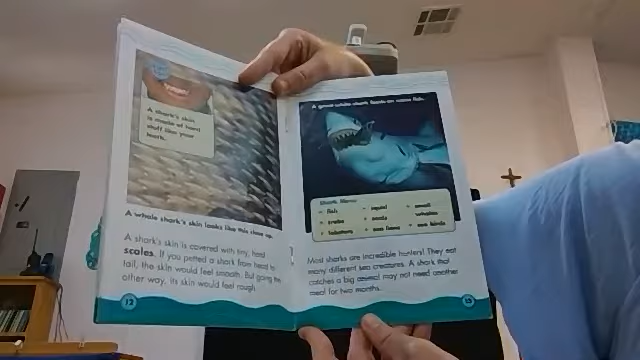 A shark's skin
is made of hard
stuff like your
teeth.
A whale shark's skin looks like this close up.
A shark's skin is covered with tiny, hard
scales. If you petted a shark from head to
tail, the skin would feel smooth. But going the
other way, its skin would feel rough.
12
A great white shark feeds on some fish.
Shark Menu
• fish • squid • small
• crabs • seals whales
• lobsters • sea lions • sea birds
Most sharks are incredible hunters! They eat
many different sea creatures. A shark that
catches a big animal may not need another
meal for two months.
13